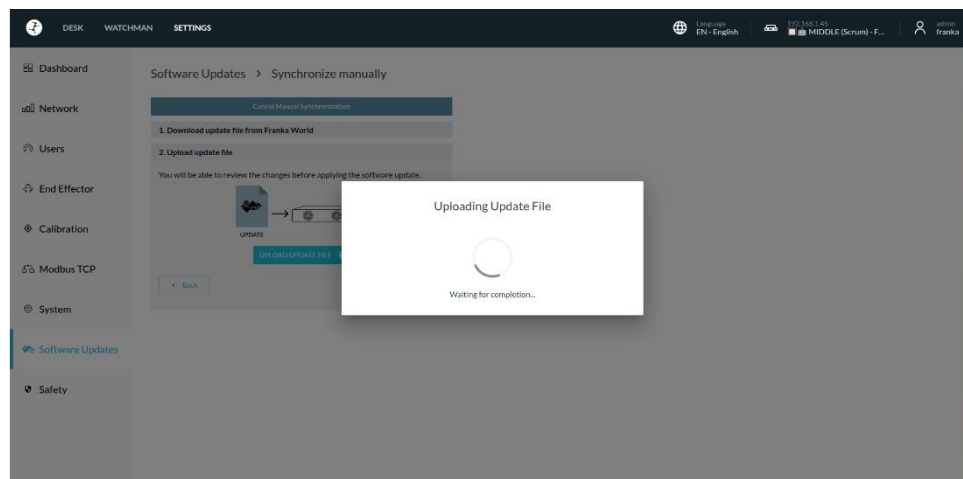 DESK WATCHMAN SETTINGS
Language
EN - English
192.168.1.45
MIDDLE (Scrum) - F...
admin
franka
Dashboard
Network
Users
End Effector
Calibration
Modbus TCP
System
Software Updates
Safety
Software Updates > Synchronize manually
Cancel Manual Synchronization
1. Download update file from Franka World
2. Upload update file
You will be able to review the changes before applying the software update.
UPDATE
UPLOAD UPDATE FILE
< Back
Uploading Update File
Waiting for completion...